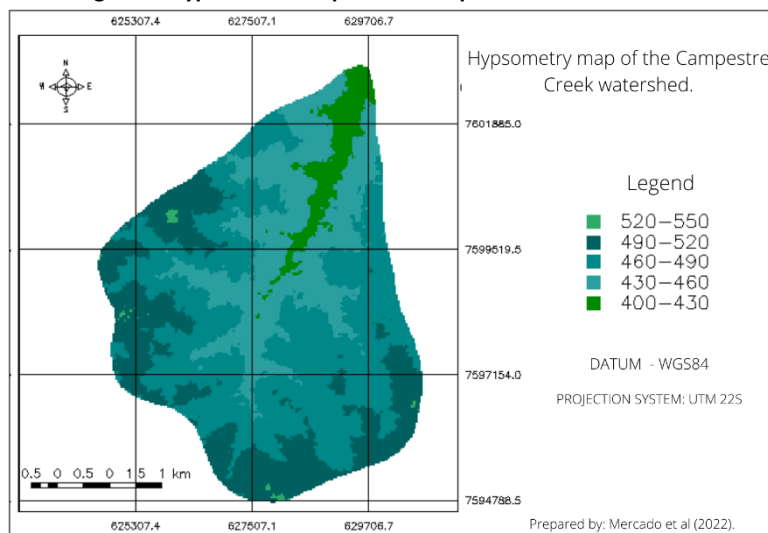 625307.4 627507.1 629706.7
Hypsometry map of the Campestre
Creek watershed.
N
W E
S
7601885.0
Legend
520–550
490–520
7599519.5
460–490
430–460
400–430
DATUM - WGS84
7597154.0
PROJECTION SYSTEM: UTM 22S
0.5 0 0.5 0 1.5 1 km
7594788.5
625307.4 627507.1 629706.7
Prepared by: Mercado et al (2022).